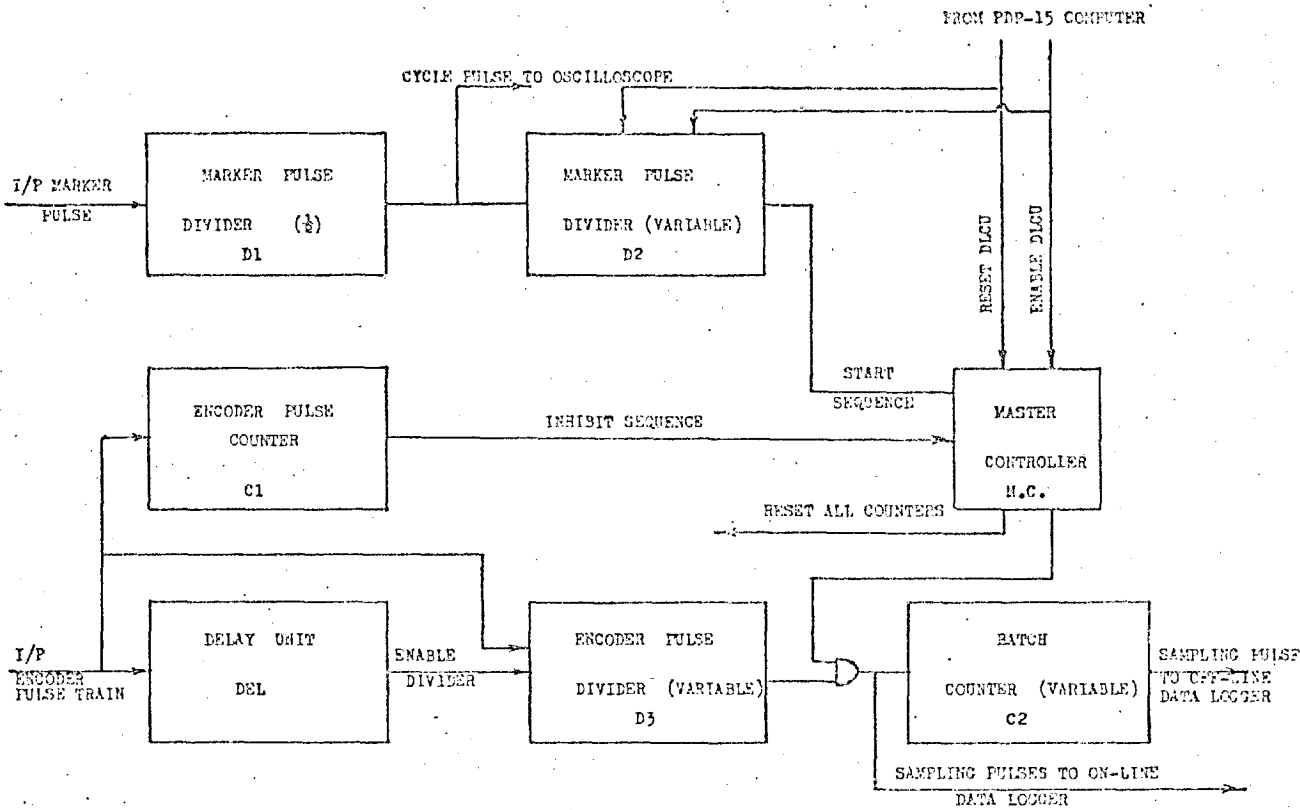 FROM PDP-15 COMPUTER
CYCLE PULSE TO OSCILLOSCOPE
I/P MARKER
PULSE
MARKER PULSE
DIVIDER (½)
D1
MARKER PULSE
DIVIDER (VARIABLE)
D2
RESET DLCU
ENABLE DLCU
ENCODER PULSE
COUNTER
C1
INHIBIT SEQUENCE
START
SEQUENCE
MASTER
CONTROLLER
M.C.
RESET ALL COUNTERS
I/P
ENCODER
PULSE TRAIN
DELAY UNIT
DEL
ENABLE
DIVIDER
ENCODER PULSE
DIVIDER (VARIABLE)
D3
BATCH
COUNTER (VARIABLE)
C2
SAMPLING PULSE
TO OFF-LINE
DATA LOGGER
SAMPLING PULSES TO ON-LINE
DATA LOGGER